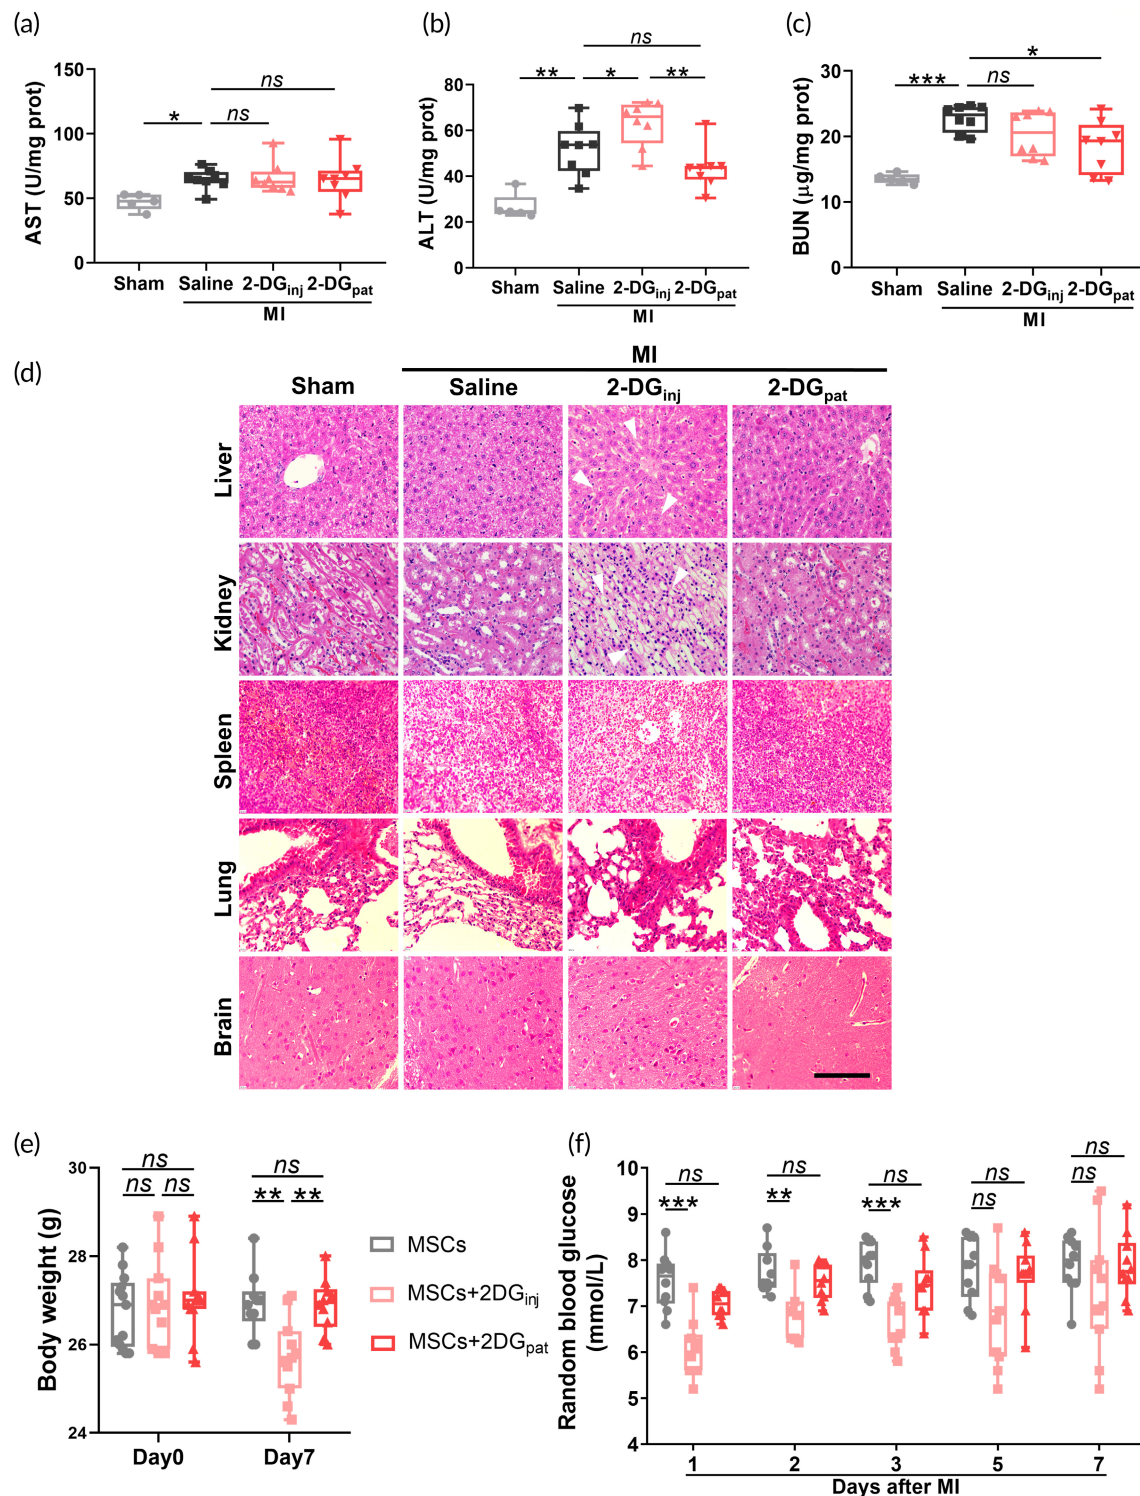 (a)
AST (U/mg prot)
150
100
50
0
*
ns
ns
Sham Saline 2-DGinj 2-DGpat
MI
(b)
ALT (U/mg prot)
80
60
40
20
0
ns
** * **
Sham Saline 2-DGinj 2-DGpat
MI
(c)
BUN (μg/mg prot)
30
20
10
0
*
*** ns
Sham Saline 2-DGinj 2-DGpat
MI
(d)
MI
Sham Saline 2-DGinj 2-DGpat
Liver
Kidney
Spleen
Lung
Brain
(e)
Body weight (g)
30
28
26
24
ns
ns ns
ns
** **
Day0 Day7
MSCs
MSCs+2DGinj
MSCs+2DGpat
(f)
Random blood glucose
(mmol/L)
10
9
8
7
6
5
4
ns
***
ns
**
ns
***
ns
ns
ns
ns
1 2 3 5 7
Days after MI